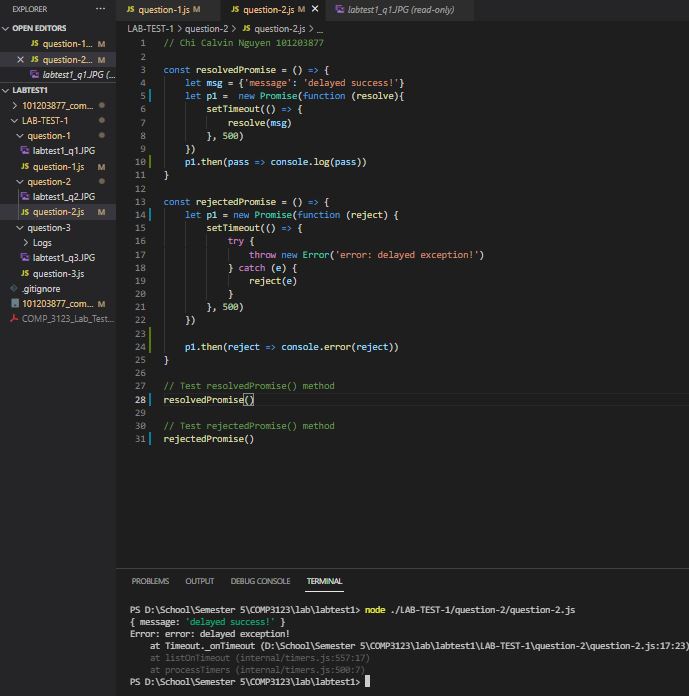 EXPLORER ...
OPEN EDITORS
JS question-1... M
JS question-2... M
labtest1_q1.JPG (...
LABTEST1
101203877_com...
LAB-TEST-1
question-1
labtest1_q1.JPG
JS question-1.js M
question-2
labtest1_q2.JPG
JS question-2.js M
question-3
Logs
labtest1_q3.JPG
JS question-3.js
.gitignore
101203877_com... M
COMP_3123_Lab_Test...
JS question-1.js M JS question-2.js M labtest1_q1.JPG (read-only)
LAB-TEST-1 > question-2 > JS question-2.js > ...
1 // Chi Calvin Nguyen 101203877
2
3 const resolvedPromise = () => {
4 let msg = {'message': 'delayed success!'}
5 let p1 =  new Promise(function (resolve){
6 setTimeout(() => {
7 resolve(msg)
8 }, 500)
9 })
10 p1.then(pass => console.log(pass))
11 }
12
13 const rejectedPromise = () => {
14 let p1 = new Promise(function (reject) {
15 setTimeout(() => {
16 try {
17 throw new Error('error: delayed exception!')
18 } catch (e) {
19 reject(e)
20 }
21 }, 500)
22 })
23
24 p1.then(reject => console.error(reject))
25 }
26
27 // Test resolvedPromise() method
28 resolvedPromise()
29
30 // Test rejectedPromise() method
31 rejectedPromise()
PROBLEMS OUTPUT DEBUG CONSOLE TERMINAL
PS D:\School\Semester 5\COMP3123\lab\labtest1> node ./LAB-TEST-1/question-2/question-2.js
{ message: 'delayed success!' }
Error: error: delayed exception!
at Timeout._onTimeout (D:\School\Semester 5\COMP3123\lab\labtest1\LAB-TEST-1\question-2\question-2.js:17:23)
at listOnTimeout (internal/timers.js:557:17)
at processTimers (internal/timers.js:500:7)
PS D:\School\Semester 5\COMP3123\lab\labtest1>